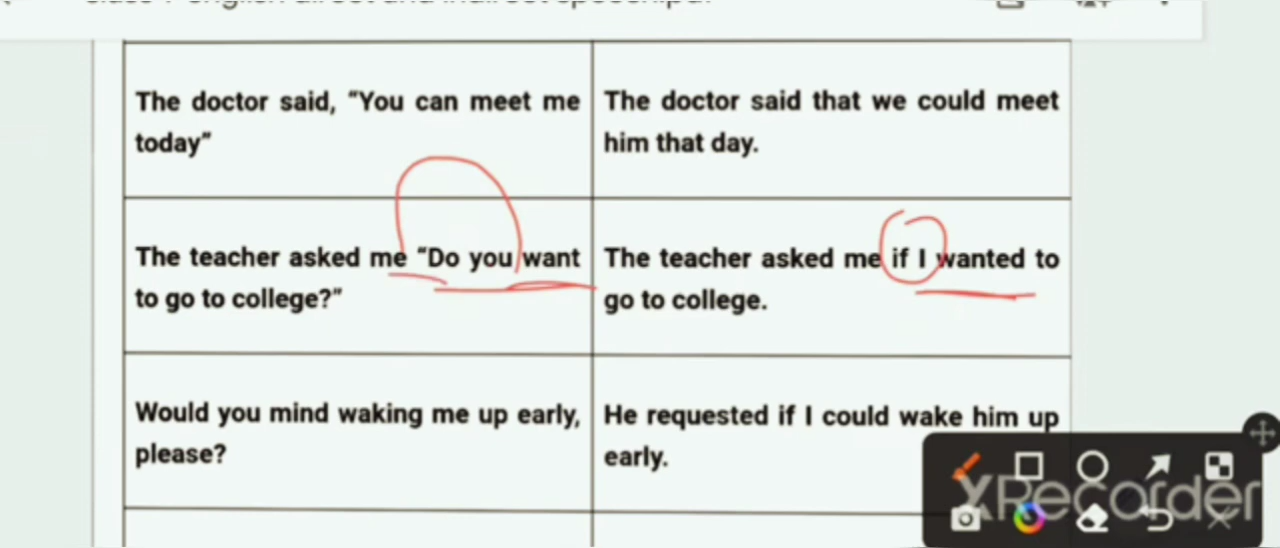 The doctor said, “You can meet me
today”
The doctor said that we could meet
him that day.
The teacher asked me “Do you want
to go to college?”
The teacher asked me if I wanted to
go to college.
Would you mind waking me up early,
please?
He requested if I could wake him up
early.
XRecorder